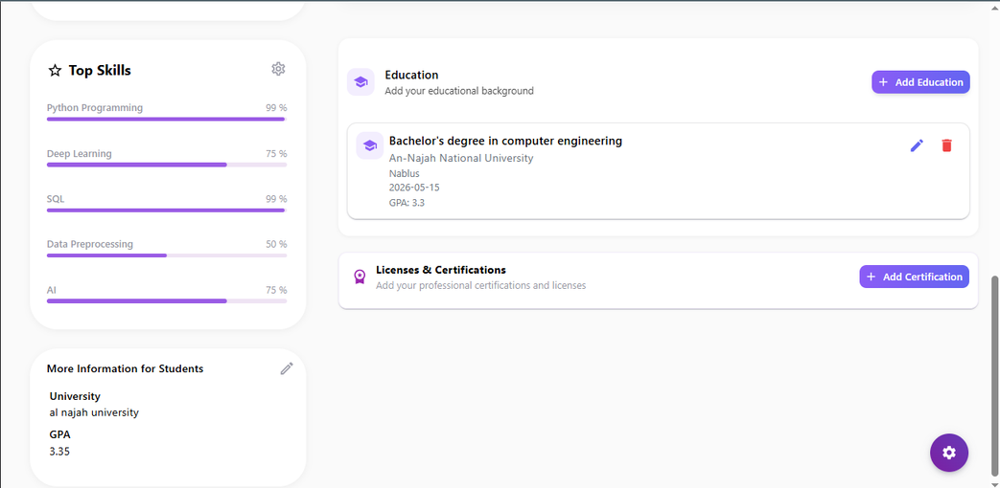 Top Skills
Python Programming 99 %
Deep Learning 75 %
SQL 99 %
Data Preprocessing 50 %
AI 75 %
More Information for Students
University
al najah university
GPA
3.35
Education
Add your educational background
+ Add Education
Bachelor's degree in computer engineering
An-Najah National University
Nablus
2026-05-15
GPA: 3.3
Licenses & Certifications
Add your professional certifications and licenses
+ Add Certification